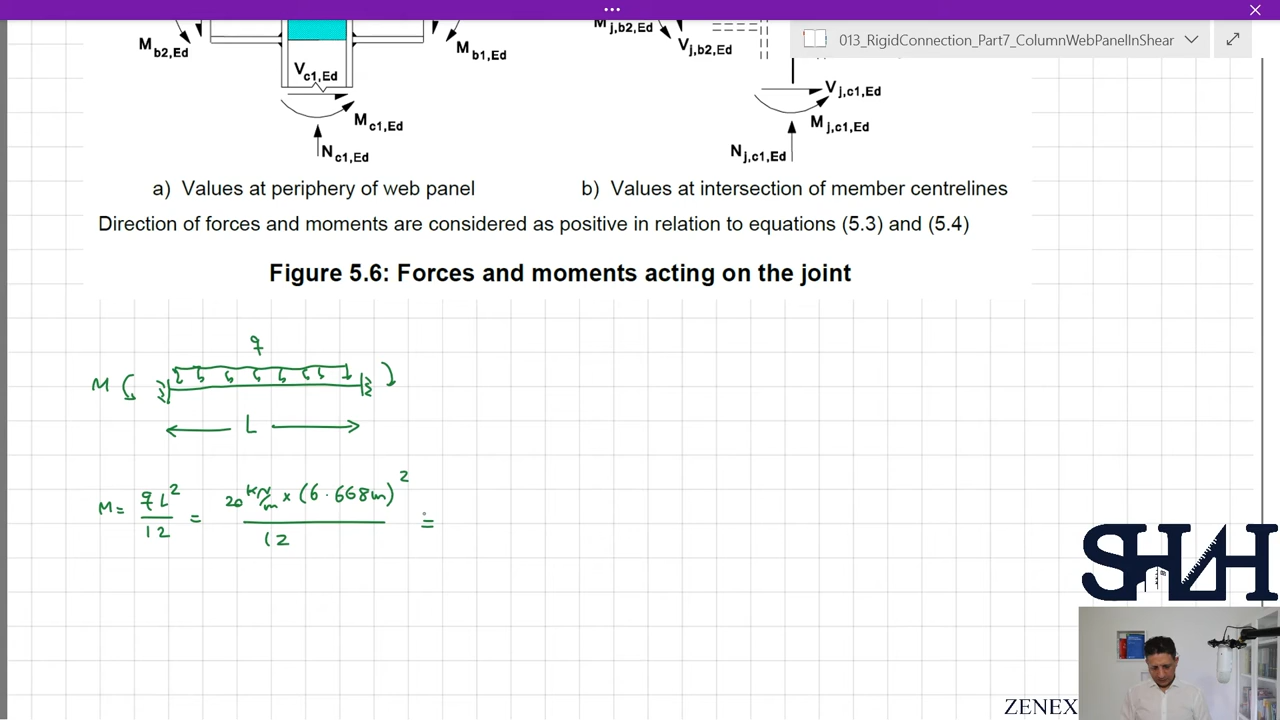 •••
013_RigidConnection_Part7_ColumnWebPanelInShear
M b2,Ed
M b1,Ed
V c1,Ed
M c1,Ed
N c1,Ed
M j,b2,Ed
V j,b2,Ed
V j,c1,Ed
M j,c1,Ed
N j,c1,Ed
a) Values at periphery of web panel
b) Values at intersection of member centrelines
Direction of forces and moments are considered as positive in relation to equations (5.3) and (5.4)
Figure 5.6: Forces and moments acting on the joint
q
M
L
M = qL²/12 = 20 kN/m × (6.668m)²/12 =
SHZH
ZENEX